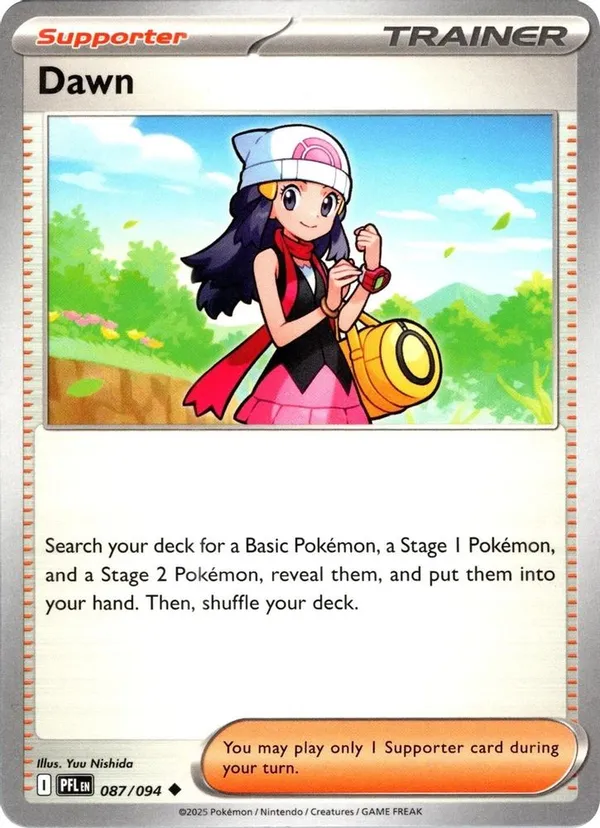 Supporter
TRAINER
Dawn
Search your deck for a Basic Pokémon, a Stage 1 Pokémon,
and a Stage 2 Pokémon, reveal them, and put them into
your hand. Then, shuffle your deck.
Illus. Yuu Nishida
You may play only 1 Supporter card during
your turn.
I PFL EN 087/094 ◆
©2025 Pokémon / Nintendo / Creatures / GAME FREAK